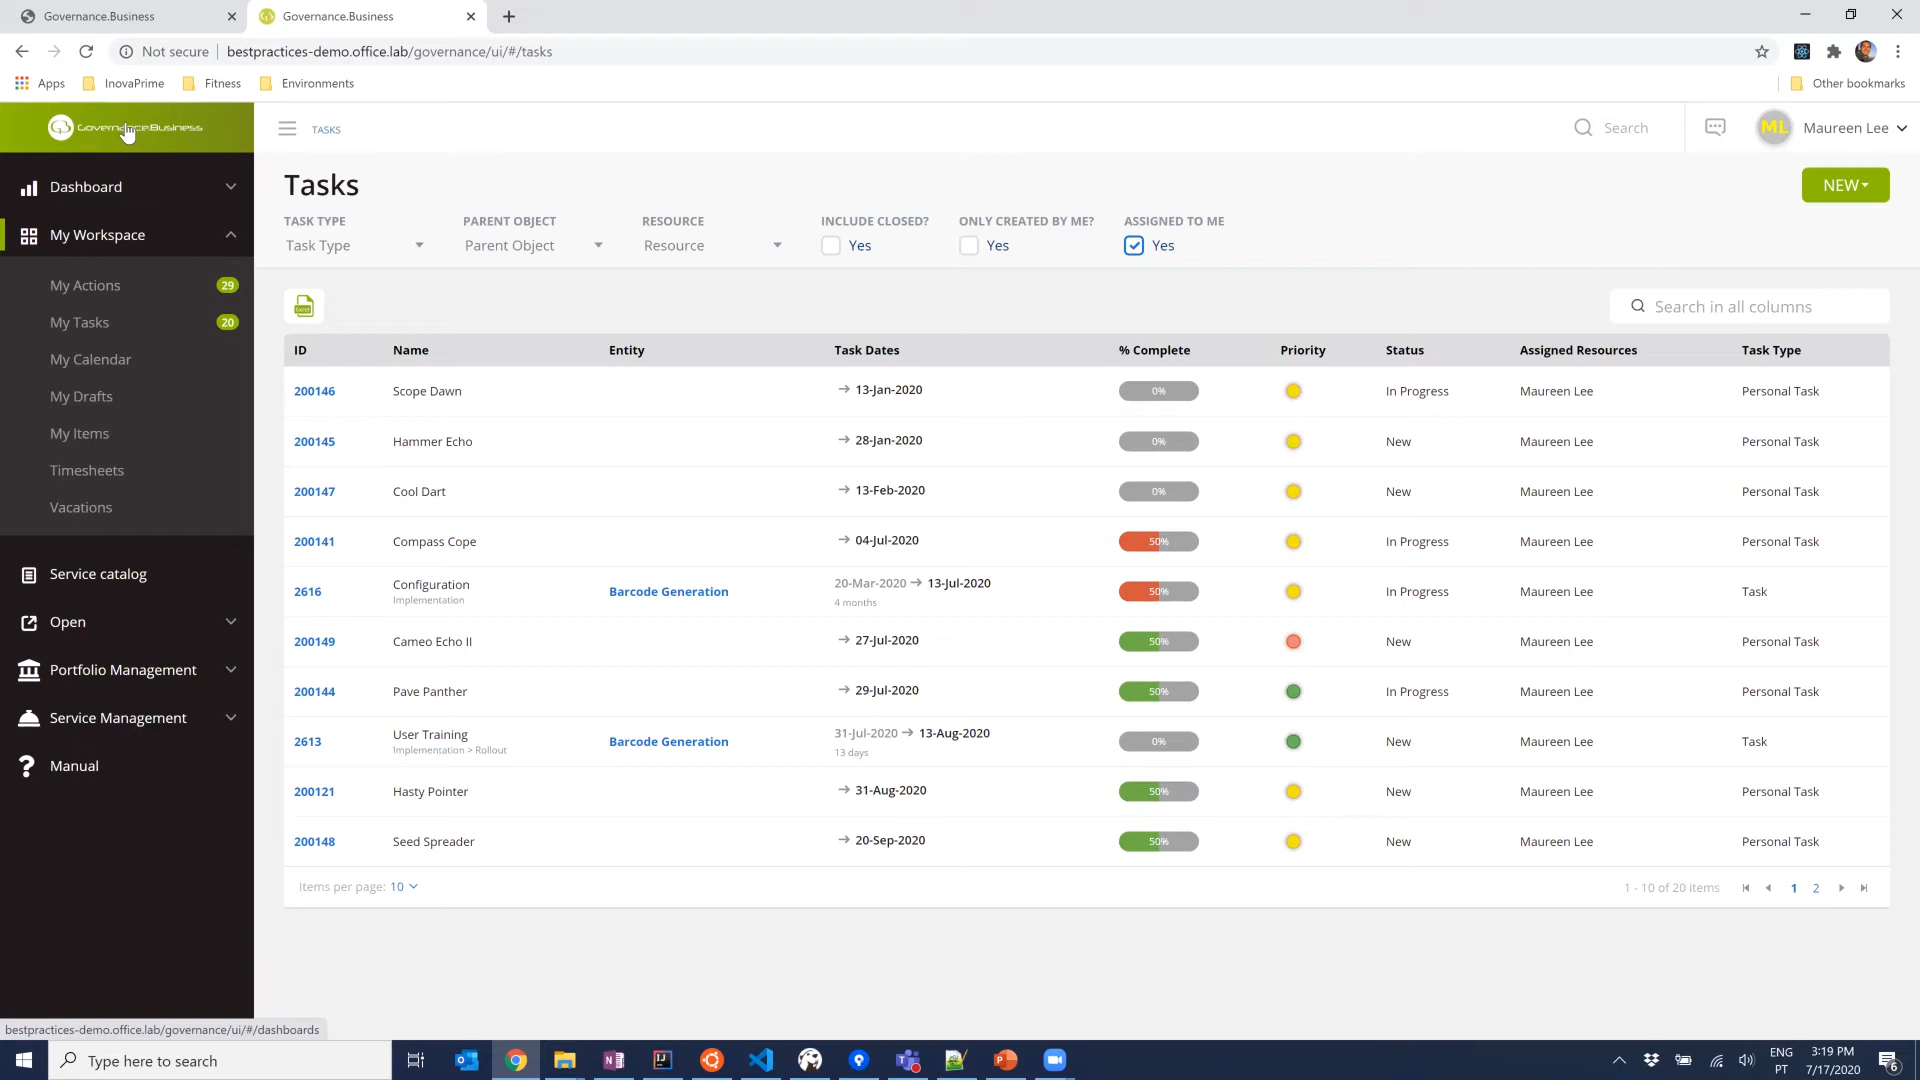 Governance.Business
Governance.Business
Not secure
bestpractices-demo.office.lab/governance/ui/#/tasks
Apps
InovaPrime
Fitness
Environments
Other bookmarks
Governance.Business
TASKS
Search
ML
Maureen Lee
Dashboard
My Workspace
My Actions
29
My Tasks
20
My Calendar
My Drafts
My Items
Timesheets
Vacations
Service catalog
Open
Portfolio Management
Service Management
Manual
Tasks
NEW
TASK TYPE PARENT OBJECT RESOURCE INCLUDE CLOSED? ONLY CREATED BY ME? ASSIGNED TO ME
Task Type Parent Object Resource Yes Yes Yes
Excel
Search in all columns
ID Name Entity Task Dates % Complete Priority Status Assigned Resources Task Type
200146 Scope Dawn → 13-Jan-2020 0% In Progress Maureen Lee Personal Task
200145 Hammer Echo → 28-Jan-2020 0% New Maureen Lee Personal Task
200147 Cool Dart → 13-Feb-2020 0% New Maureen Lee Personal Task
200141 Compass Cope → 04-Jul-2020 50% In Progress Maureen Lee Personal Task
2616 Configuration Barcode Generation 20-Mar-2020 → 13-Jul-2020 50% In Progress Maureen Lee Task
Implementation 4 months
200149 Cameo Echo II → 27-Jul-2020 50% New Maureen Lee Personal Task
200144 Pave Panther → 29-Jul-2020 50% In Progress Maureen Lee Personal Task
2613 User Training Barcode Generation 31-Jul-2020 → 13-Aug-2020 0% New Maureen Lee Task
Implementation > Rollout 13 days
200121 Hasty Pointer → 31-Aug-2020 50% New Maureen Lee Personal Task
200148 Seed Spreader → 20-Sep-2020 50% New Maureen Lee Personal Task
Items per page: 10
1 - 10 of 20 items 1 2
bestpractices-demo.office.lab/governance/ui/#/dashboards
Type here to search
ENG
PT
3:19 PM
7/17/2020
6